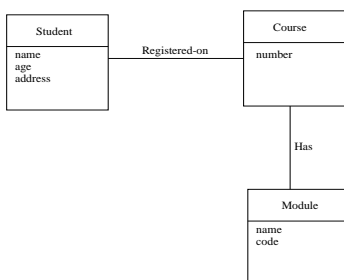 Student
name
age
address
Registered-on
Course
number
Has
Module
name
code